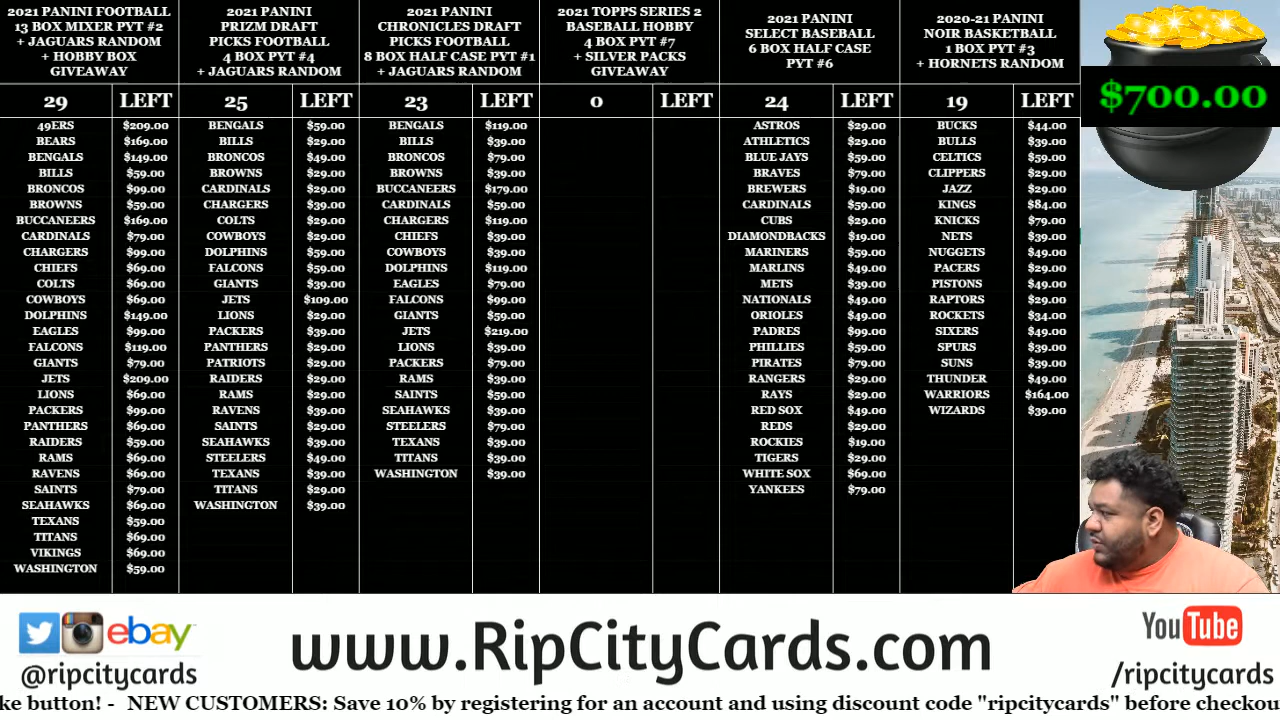 2021 PANINI FOOTBALL
13 BOX MIXER PYT #2
+ JAGUARS RANDOM
+ HOBBY BOX
GIVEAWAY
29 LEFT
49ERS $209.00
BEARS $169.00
BENGALS $149.00
BILLS $59.00
BRONCOS $99.00
BROWNS $59.00
BUCCANEERS $169.00
CARDINALS $79.00
CHARGERS $99.00
CHIEFS $69.00
COLTS $69.00
COWBOYS $69.00
DOLPHINS $149.00
EAGLES $99.00
FALCONS $119.00
GIANTS $79.00
JETS $209.00
LIONS $69.00
PACKERS $99.00
PANTHERS $69.00
RAIDERS $59.00
RAMS $69.00
RAVENS $69.00
SAINTS $79.00
SEAHAWKS $69.00
TEXANS $59.00
TITANS $69.00
VIKINGS $69.00
WASHINGTON $59.00
2021 PANINI
PRIZM DRAFT
PICKS FOOTBALL
4 BOX PYT #4
+ JAGUARS RANDOM
25 LEFT
BENGALS $59.00
BILLS $29.00
BRONCOS $49.00
BROWNS $29.00
CARDINALS $29.00
CHARGERS $39.00
COLTS $29.00
COWBOYS $29.00
DOLPHINS $59.00
FALCONS $59.00
GIANTS $39.00
JETS $109.00
LIONS $29.00
PACKERS $39.00
PANTHERS $29.00
PATRIOTS $29.00
RAIDERS $29.00
RAMS $29.00
RAVENS $39.00
SAINTS $29.00
SEAHAWKS $39.00
STEELERS $49.00
TEXANS $39.00
TITANS $29.00
WASHINGTON $39.00
2021 PANINI
CHRONICLES DRAFT
PICKS FOOTBALL
8 BOX HALF CASE PYT #1
+ JAGUARS RANDOM
23 LEFT
BENGALS $119.00
BILLS $39.00
BRONCOS $79.00
BROWNS $39.00
BUCCANEERS $179.00
CARDINALS $59.00
CHARGERS $119.00
CHIEFS $39.00
COWBOYS $39.00
DOLPHINS $119.00
EAGLES $79.00
FALCONS $99.00
GIANTS $59.00
JETS $219.00
LIONS $39.00
PACKERS $79.00
RAMS $39.00
SAINTS $59.00
SEAHAWKS $39.00
STEELERS $79.00
TEXANS $39.00
TITANS $39.00
WASHINGTON $39.00
2021 TOPPS SERIES 2
BASEBALL HOBBY
4 BOX PYT #7
+ SILVER PACKS
GIVEAWAY
0 LEFT
2021 PANINI
SELECT BASEBALL
6 BOX HALF CASE
PYT #6
24 LEFT
ASTROS $29.00
ATHLETICS $29.00
BLUE JAYS $59.00
BRAVES $79.00
BREWERS $19.00
CARDINALS $59.00
CUBS $29.00
DIAMONDBACKS $19.00
MARINERS $59.00
MARLINS $49.00
METS $39.00
NATIONALS $49.00
ORIOLES $49.00
PADRES $99.00
PHILLIES $59.00
PIRATES $79.00
RANGERS $29.00
RAYS $29.00
RED SOX $49.00
REDS $29.00
ROCKIES $19.00
TIGERS $29.00
WHITE SOX $69.00
YANKEES $79.00
2020-21 PANINI
NOIR BASKETBALL
1 BOX PYT #3
+ HORNETS RANDOM
19 LEFT
BUCKS $44.00
BULLS $39.00
CELTICS $59.00
CLIPPERS $29.00
JAZZ $29.00
KINGS $84.00
KNICKS $79.00
NETS $39.00
NUGGETS $49.00
PACERS $29.00
PISTONS $49.00
RAPTORS $29.00
ROCKETS $34.00
SIXERS $49.00
SPURS $39.00
SUNS $39.00
THUNDER $49.00
WARRIORS $164.00
WIZARDS $39.00
$700.00
ebay
@ripcitycards
www.RipCityCards.com
YouTube
/ripcitycards
ke button! - NEW CUSTOMERS: Save 10% by registering for an account and using discount code "ripcitycards" before checkou